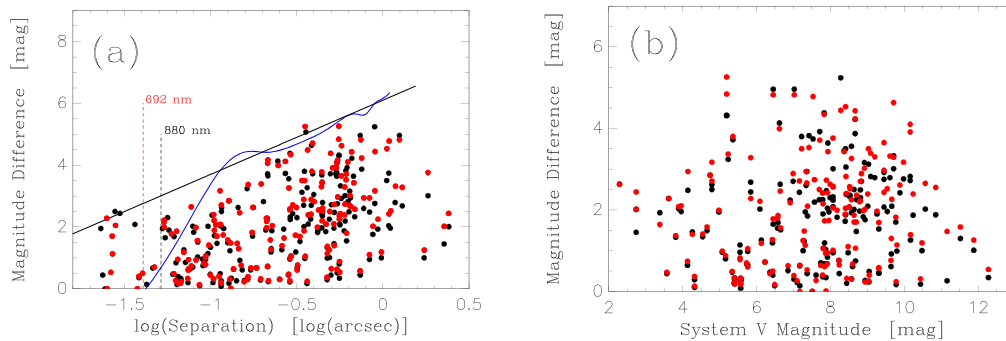 (a)
Magnitude Difference [mag]
8
6
4
2
0
692 nm
880 nm
−1.5
−1
−0.5
0
0.5
log(Separation) [log(arcsec)]
(b)
Magnitude Difference [mag]
6
4
2
0
2
4
6
8
10
12
System V Magnitude [mag]